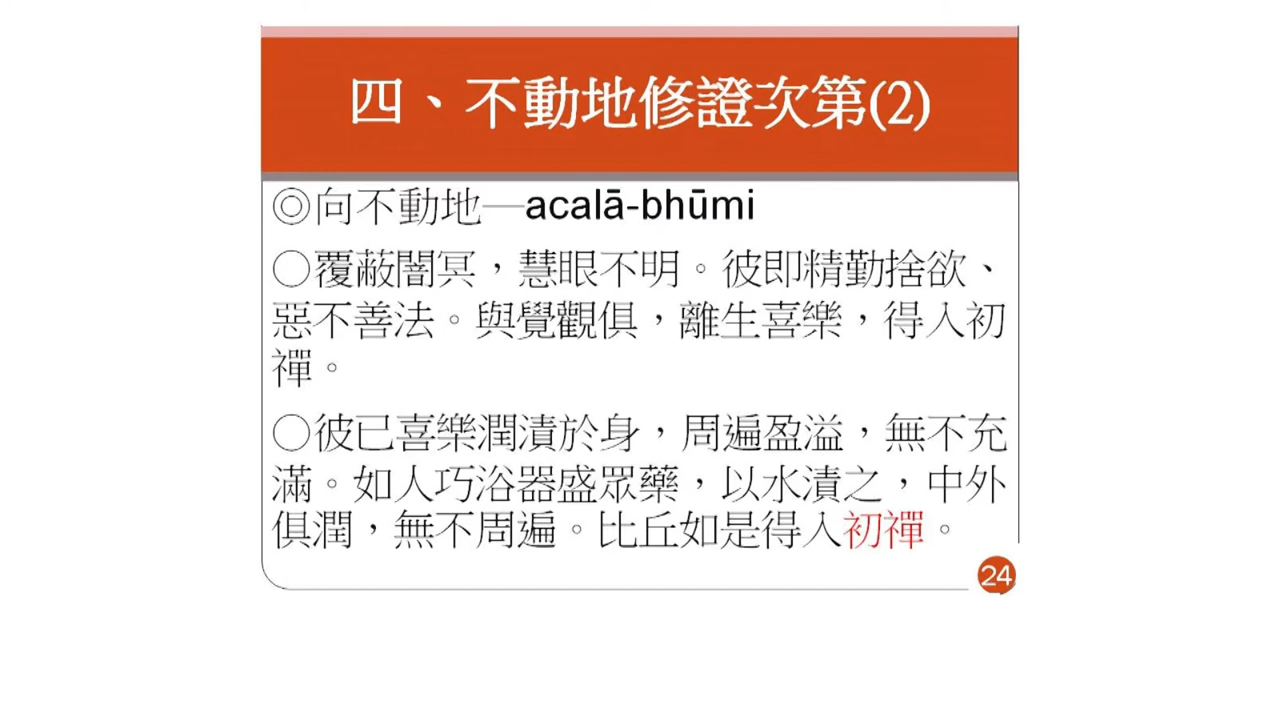 四、不動地修證次第(2)
◎向不動地─acalā-bhūmi
○覆蔽闇冥，慧眼不明。彼即精勤捨欲、
惡不善法。與覺觀俱，離生喜樂，得入初
禪。
○彼已喜樂潤漬於身，周遍盈溢，無不充
滿。如人巧浴器盛眾藥，以水漬之，中外
俱潤，無不周遍。比丘如是得入初禪。
24